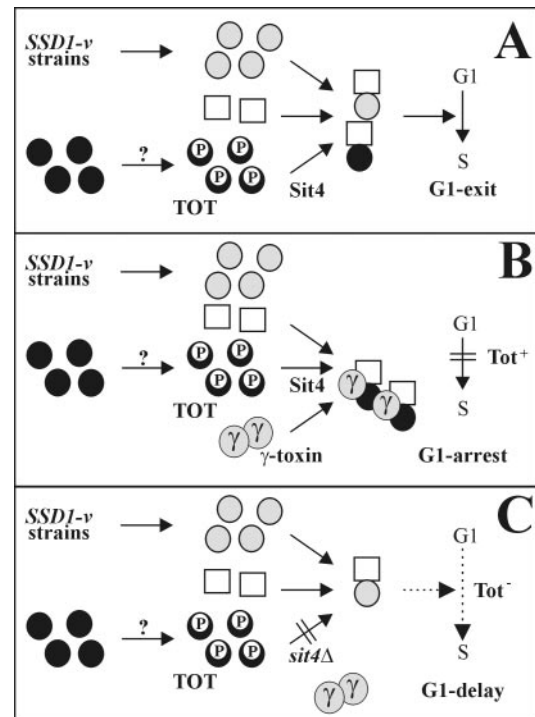 A
SSD1-v
strains
?
P P
P P
TOT
Sit4
G1
S
G1-exit
B
SSD1-v
strains
?
P P
P P
TOT
Sit4
γ γ
γ-toxin
γ γ
G1
Tot+
S
G1-arrest
C
SSD1-v
strains
?
P P
P P
TOT
sit4Δ
γ γ
G1
Tot-
S
G1-delay